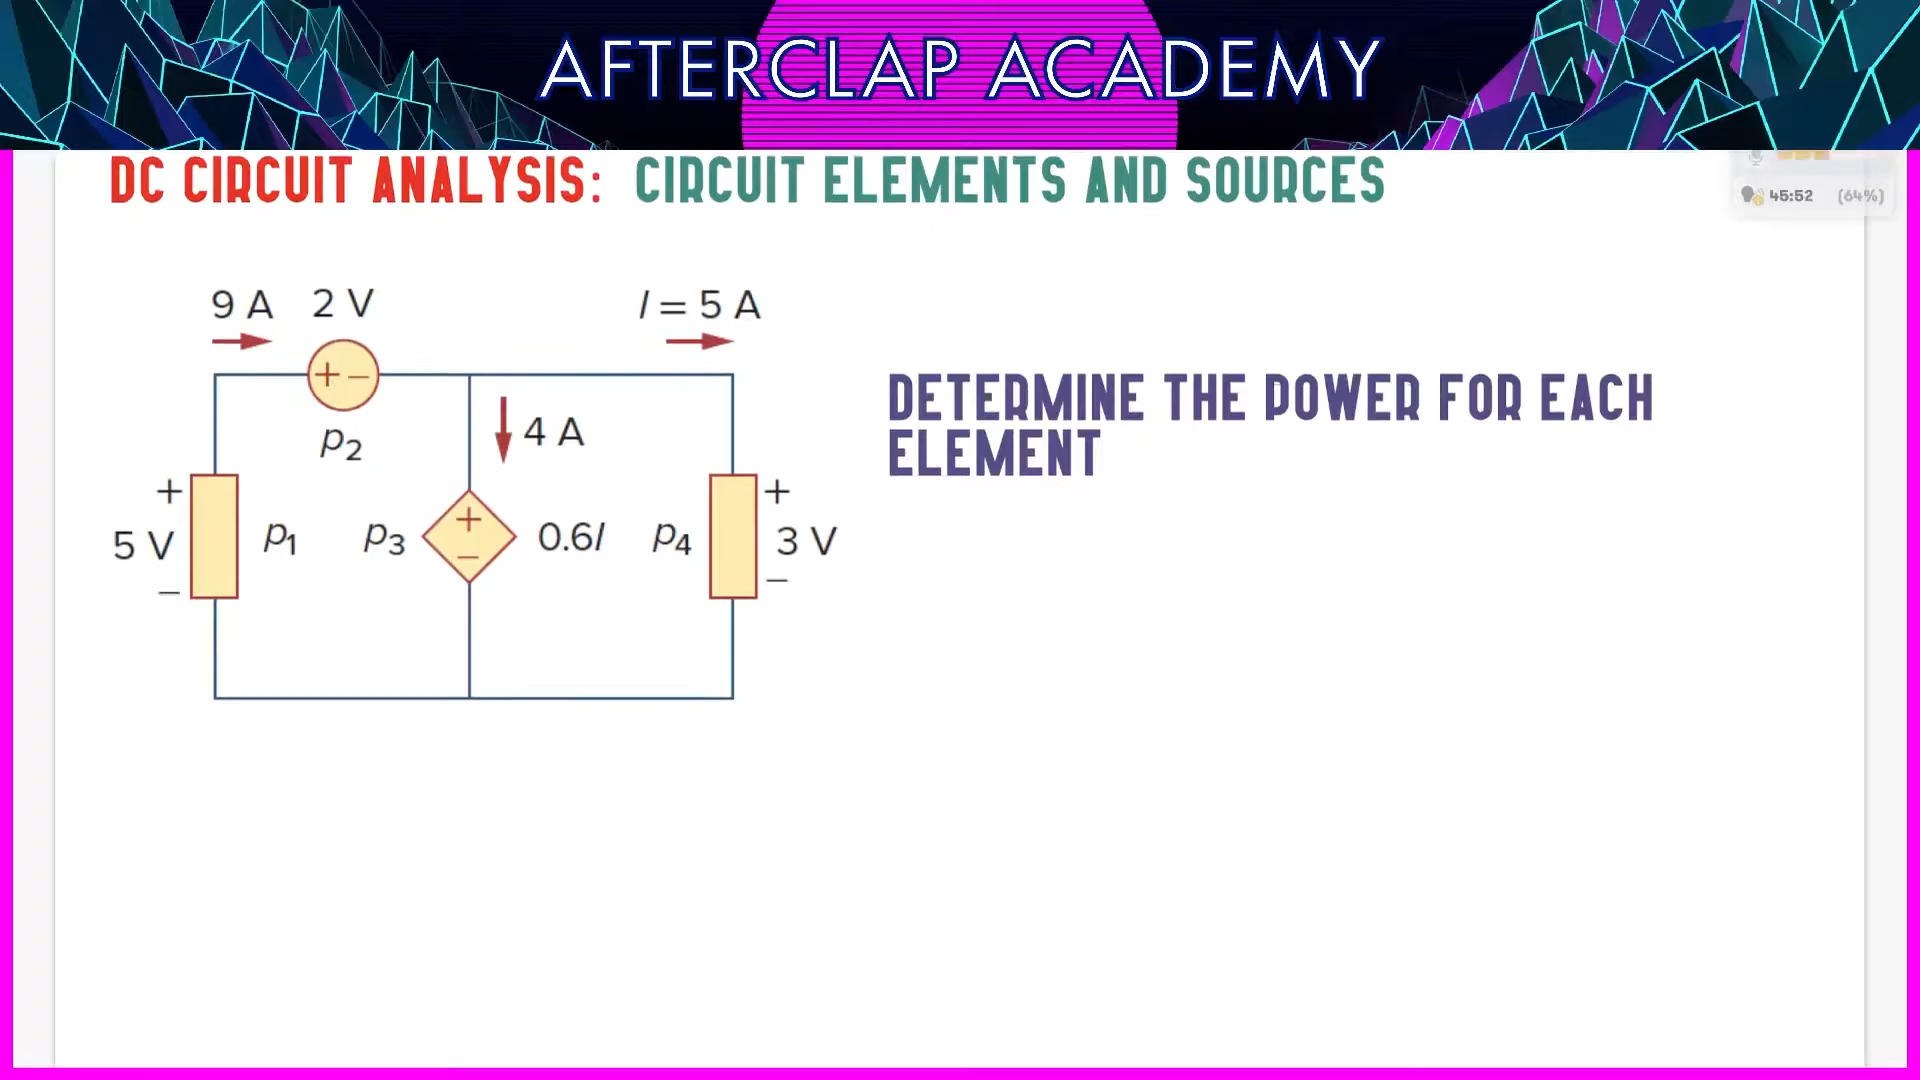 AFTERCLAP ACADEMY
DC CIRCUIT ANALYSIS: CIRCUIT ELEMENTS AND SOURCES
45:52 (64%)
9 A 2 V I = 5 A
DETERMINE THE POWER FOR EACH
ELEMENT
+ −
p2
4 A
+ + +
5 V p1 p3 0.6I p4 3 V
− − −